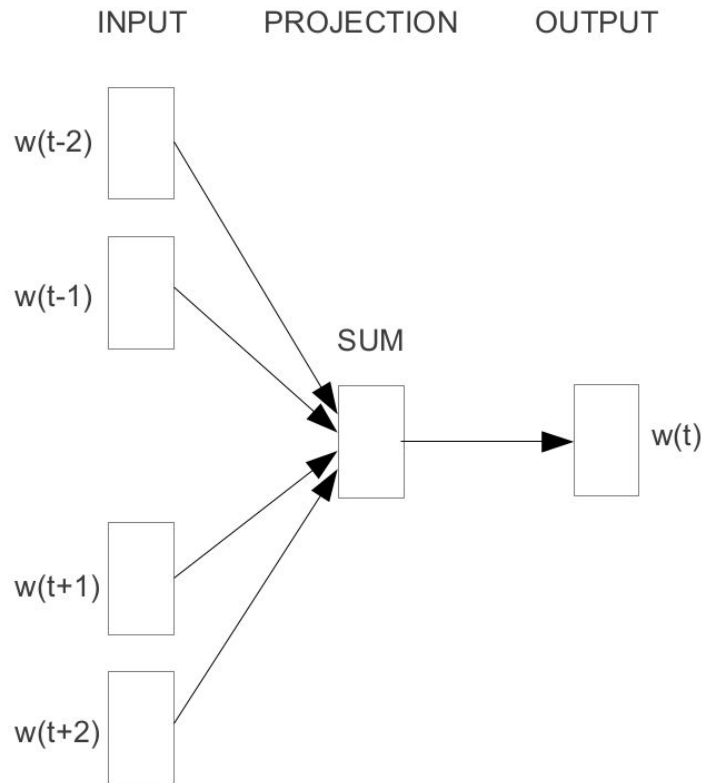 INPUT PROJECTION OUTPUT
w(t-2)
w(t-1)
SUM
w(t)
w(t+1)
w(t+2)